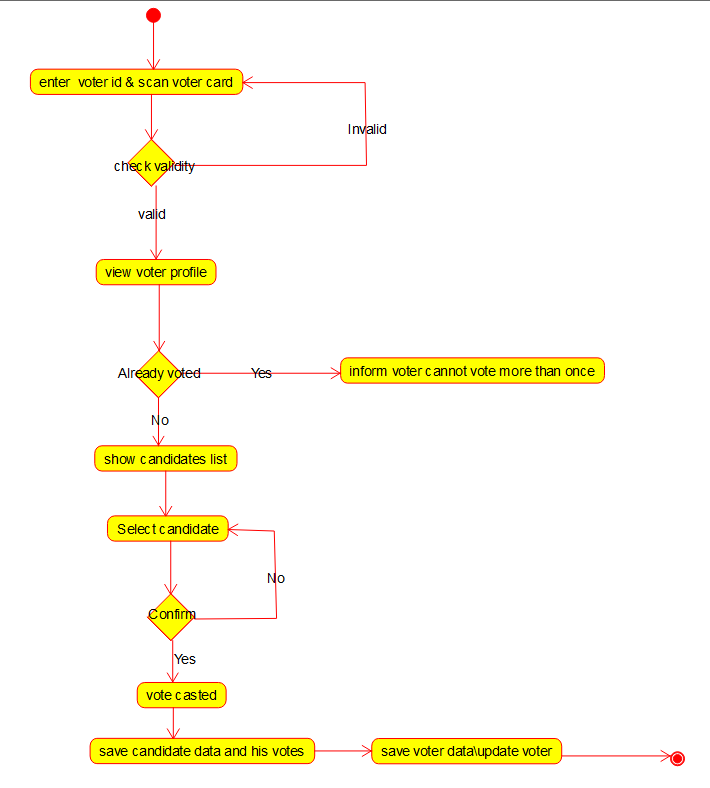 enter  voter id & scan voter card
Invalid
check validity
valid
view voter profile
Already voted
Yes
inform voter cannot vote more than once
No
show candidates list
Select candidate
No
Confirm
Yes
vote casted
save candidate data and his votes
save voter data\update voter